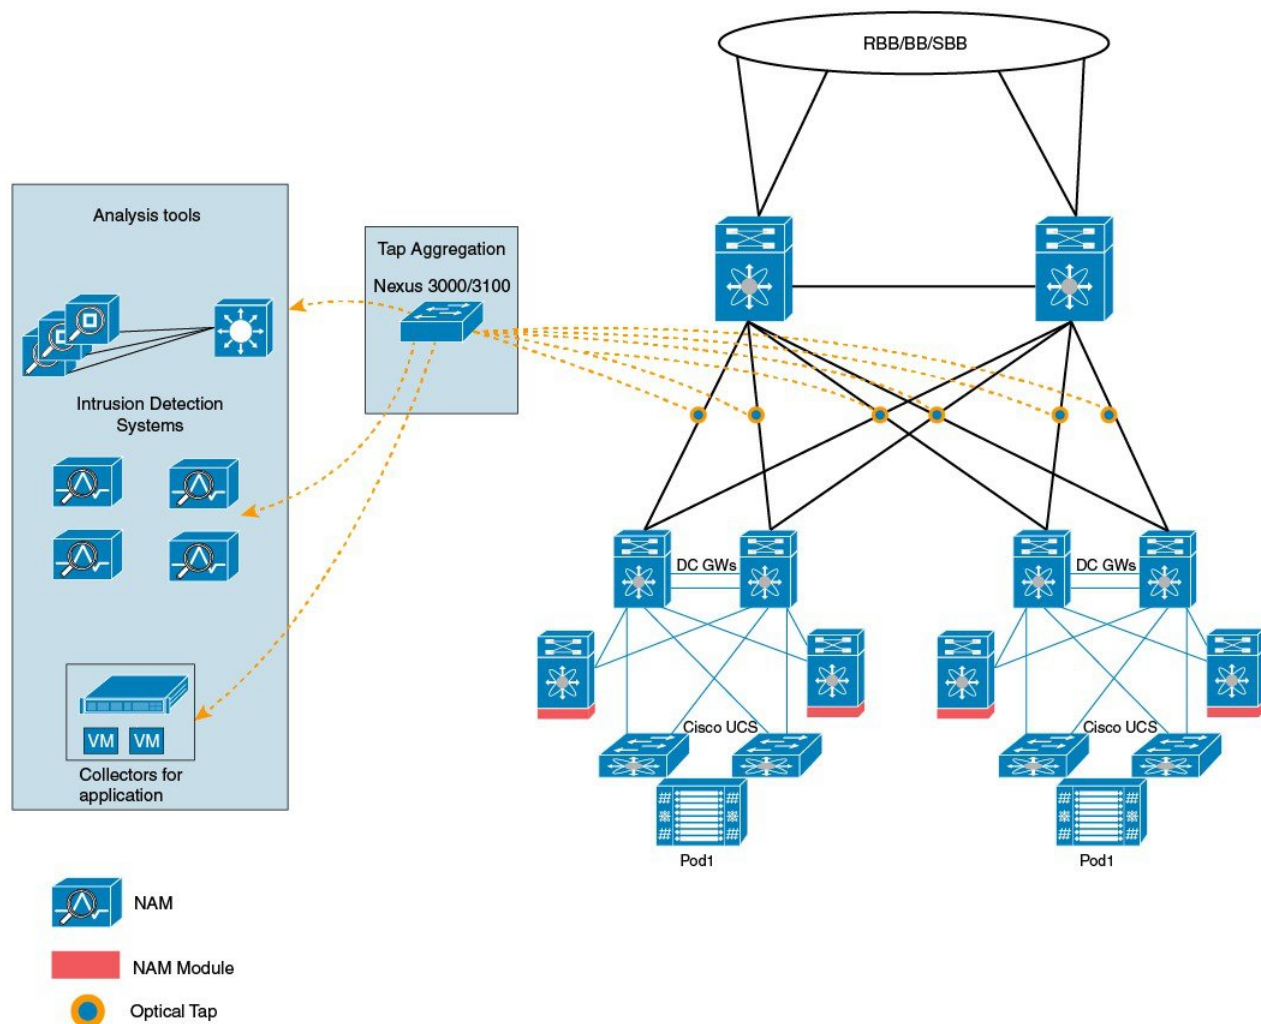 RBB/BB/SBB
Analysis tools
Tap Aggregation
Nexus 3000/3100
Intrusion Detection
Systems
DC GWs
DC GWs
Cisco UCS
Cisco UCS
VM VM
Collectors for
application
Pod1
Pod1
NAM
NAM Module
Optical Tap